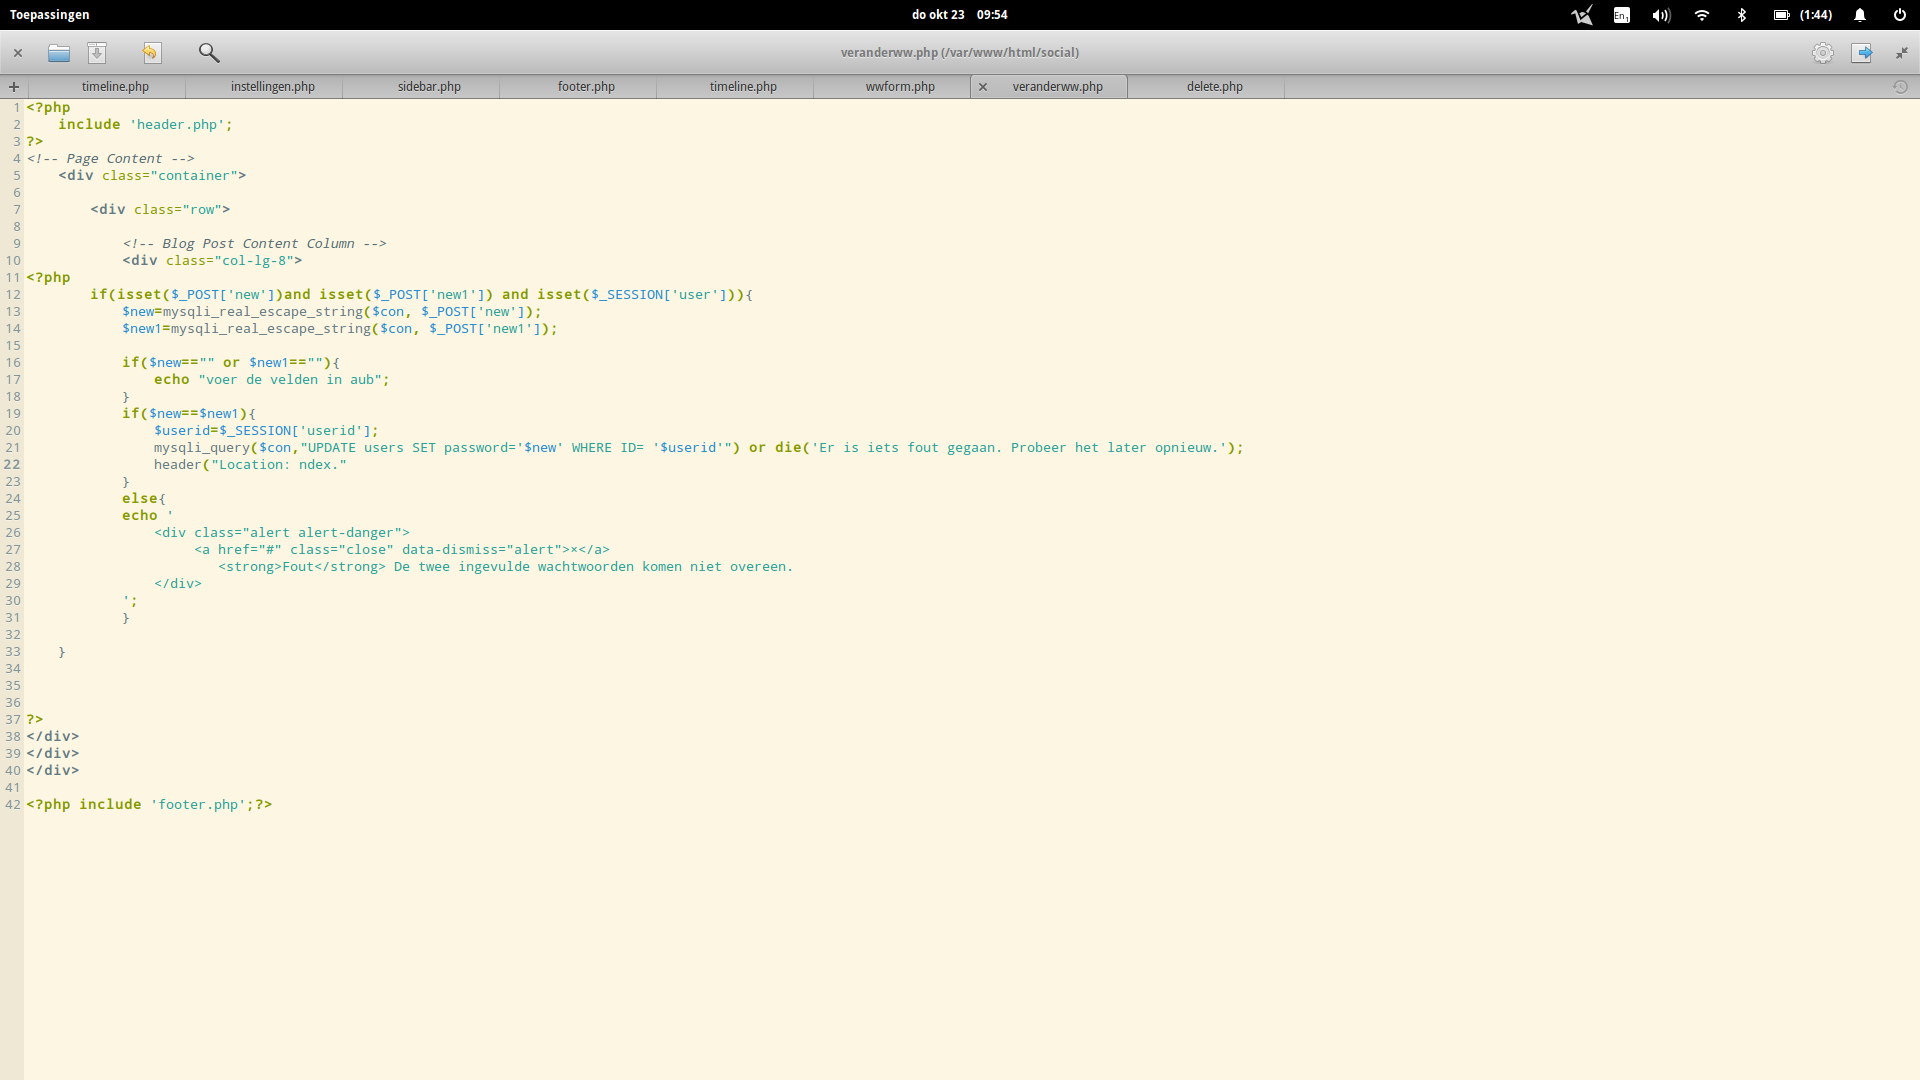 Toepassingen
do okt 23 09:54
En1
(1:44)
veranderww.php (/var/www/html/social)
timeline.php
instellingen.php
sidebar.php
footer.php
timeline.php
wwform.php
veranderww.php
delete.php
1 <?php
2     include 'header.php';
3 ?>
4 <!-- Page Content -->
5     <div class="container">
6
7         <div class="row">
8
9             <!-- Blog Post Content Column -->
10             <div class="col-lg-8">
11 <?php
12         if(isset($_POST['new'])and isset($_POST['new1']) and isset($_SESSION['user'])){
13             $new=mysqli_real_escape_string($con, $_POST['new']);
14             $new1=mysqli_real_escape_string($con, $_POST['new1']);
15
16             if($new=="" or $new1==""){
17                 echo "voer de velden in aub";
18             }
19             if($new==$new1){
20                 $userid=$_SESSION['userid'];
21                 mysqli_query($con,"UPDATE users SET password='$new' WHERE ID= '$userid'") or die('Er is iets fout gegaan. Probeer het later opnieuw.');
22                 header("Location: ndex."
23             }
24             else{
25             echo '
26                 <div class="alert alert-danger">
27                      <a href="#" class="close" data-dismiss="alert">×</a>
28                         <strong>Fout</strong> De twee ingevulde wachtwoorden komen niet overeen.
29                 </div>
30             ';
31             }
32
33     }
34
35
36
37 ?>
38 </div>
39 </div>
40 </div>
41
42 <?php include 'footer.php';?>